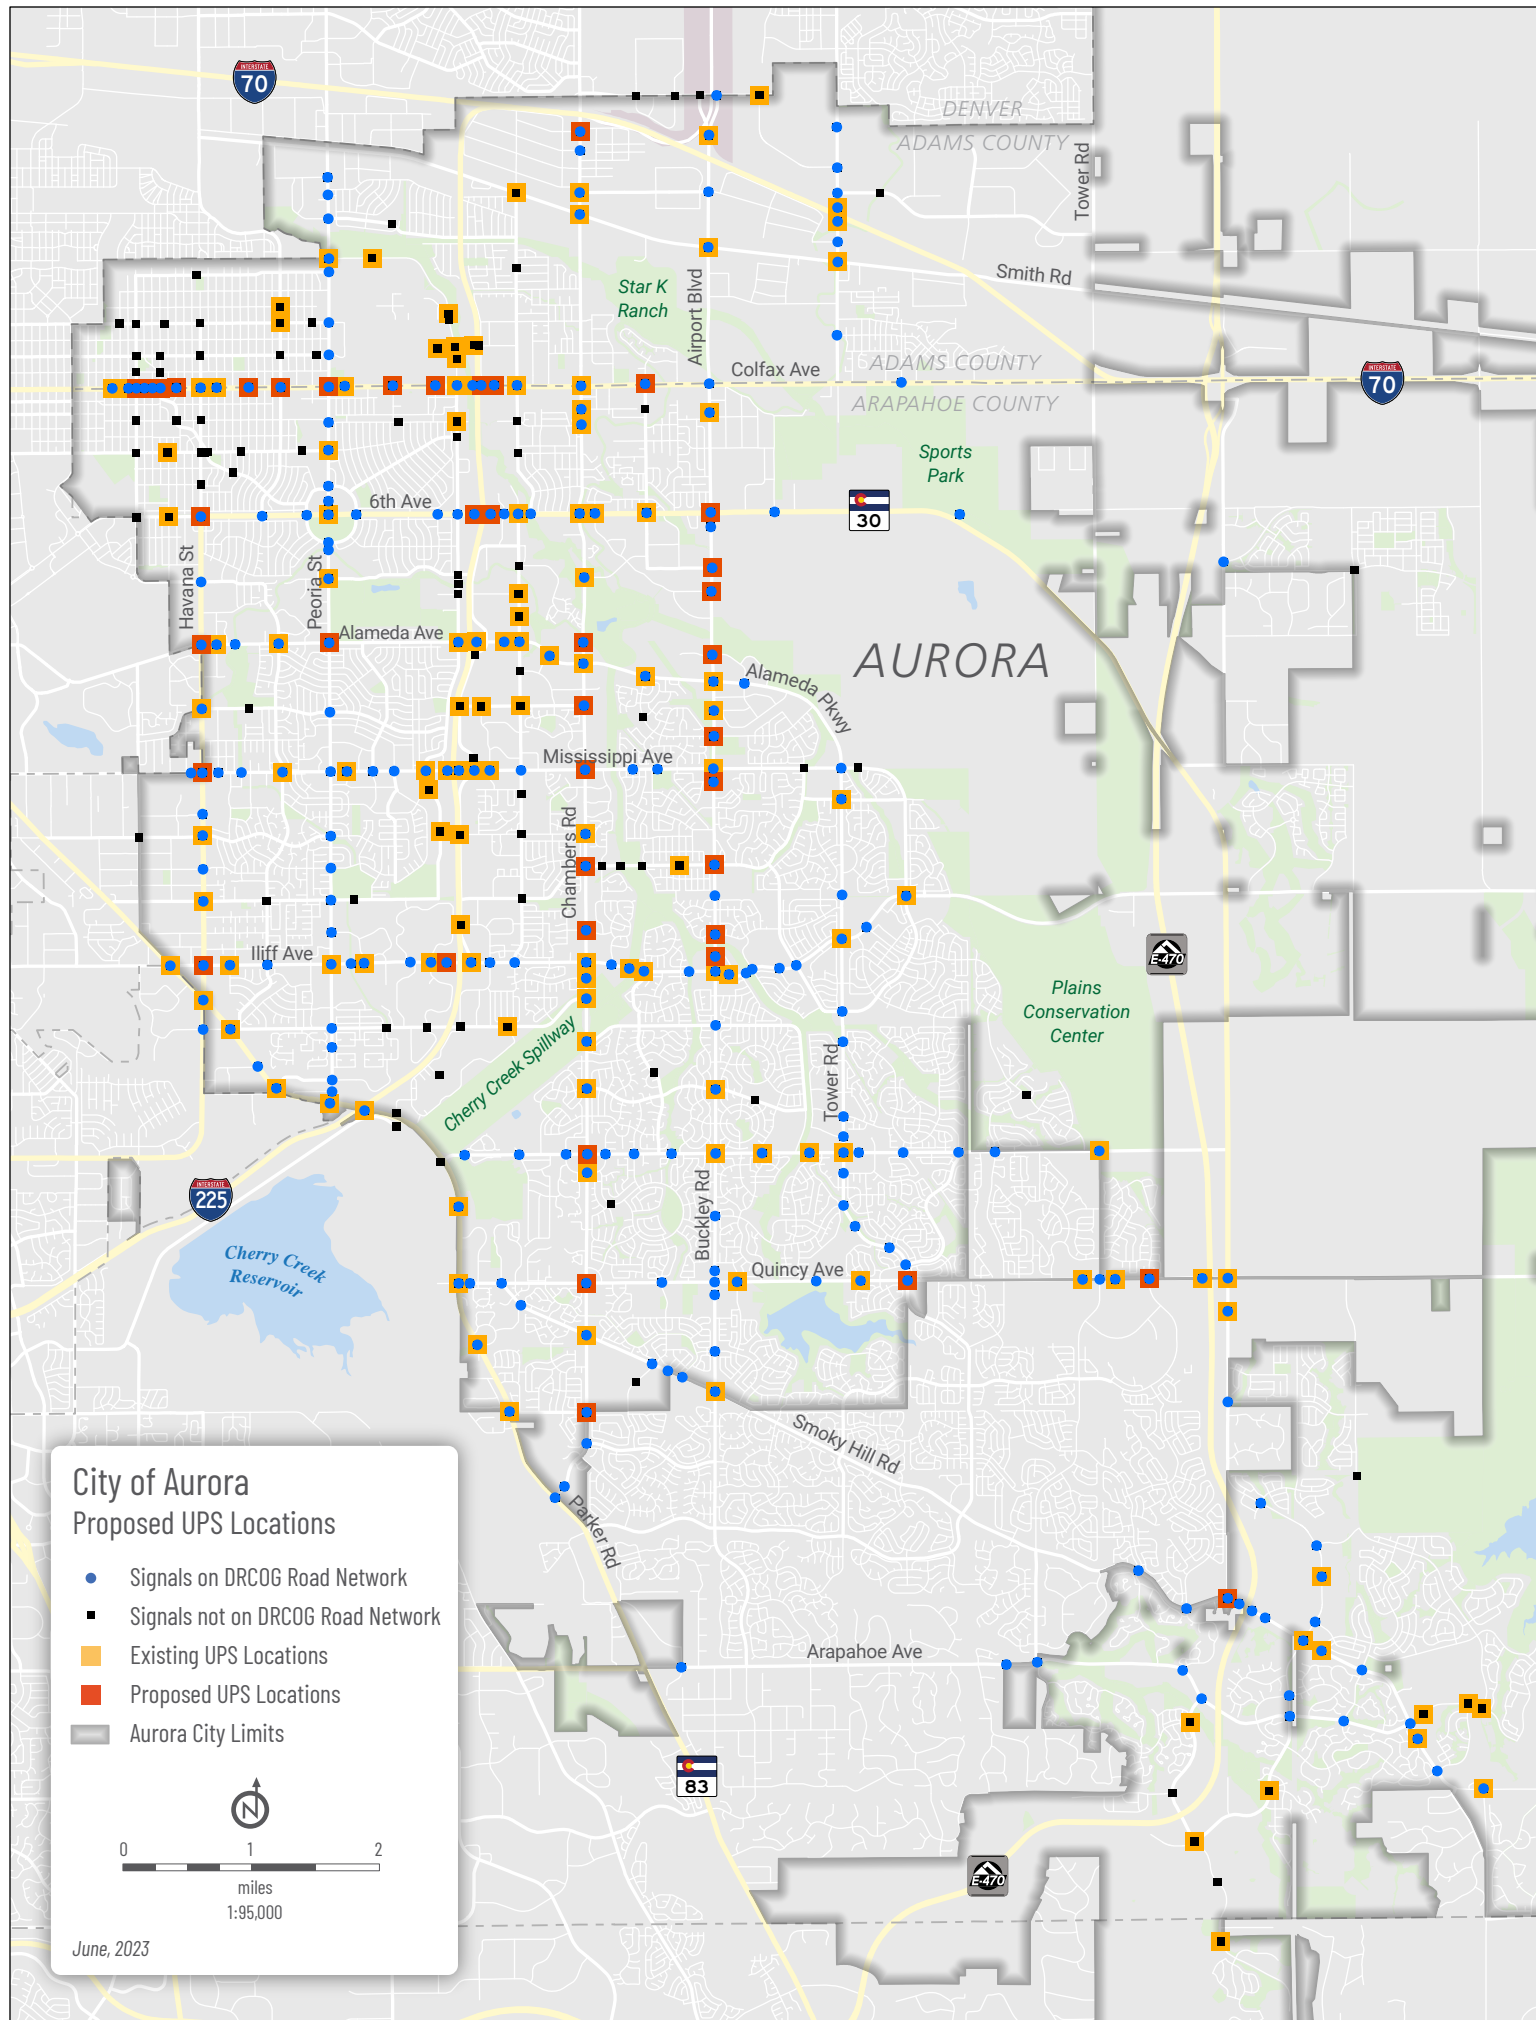 INTERSTATE
70
DENVER
ADAMS COUNTY
Tower Rd
Smith Rd
Star K
Ranch
Airport Blvd
Colfax Ave
ADAMS COUNTY
ARAPAHOE COUNTY
INTERSTATE
70
Sports
Park
6th Ave
30
Havana St
Peoria St
Alameda Ave
AURORA
Alameda Pkwy
Mississippi Ave
Chambers Rd
Iliff Ave
E-470
Plains
Conservation
Center
Cherry Creek Spillway
Tower Rd
INTERSTATE
225
Buckley Rd
Cherry Creek
Reservoir
Quincy Ave
Smoky Hill Rd
Parker Rd
Arapahoe Ave
83
E-470
City of Aurora
Proposed UPS Locations
Signals on DRCOG Road Network
Signals not on DRCOG Road Network
Existing UPS Locations
Proposed UPS Locations
Aurora City Limits
N
0 1 2
miles
1:95,000
June, 2023